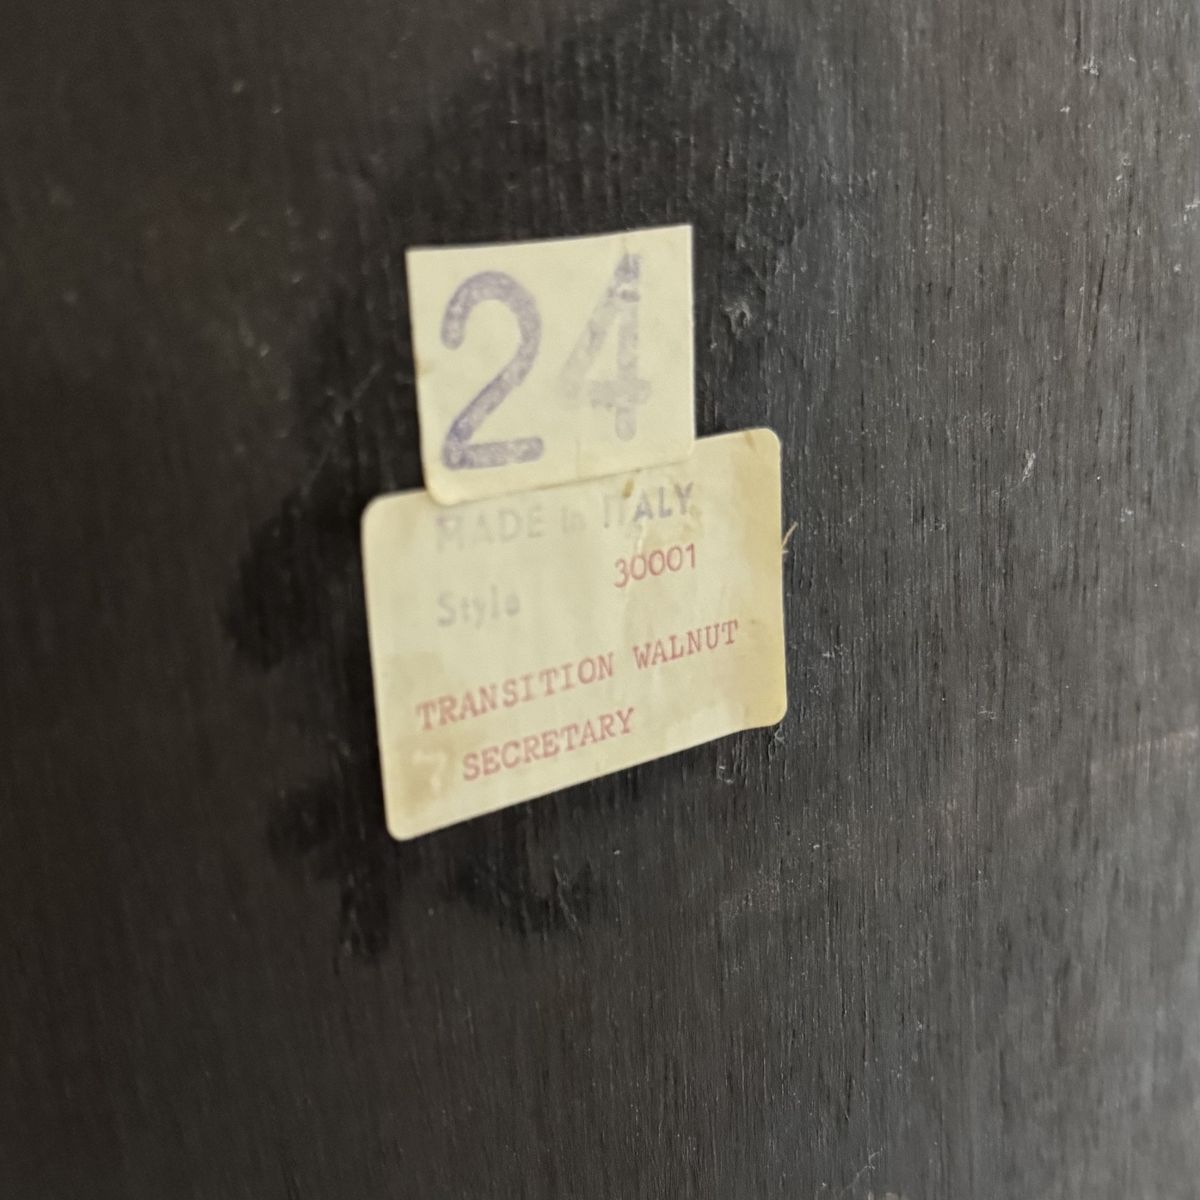 24
MADE in ITALY
30001
Style
TRANSITION WALNUT
SECRETARY